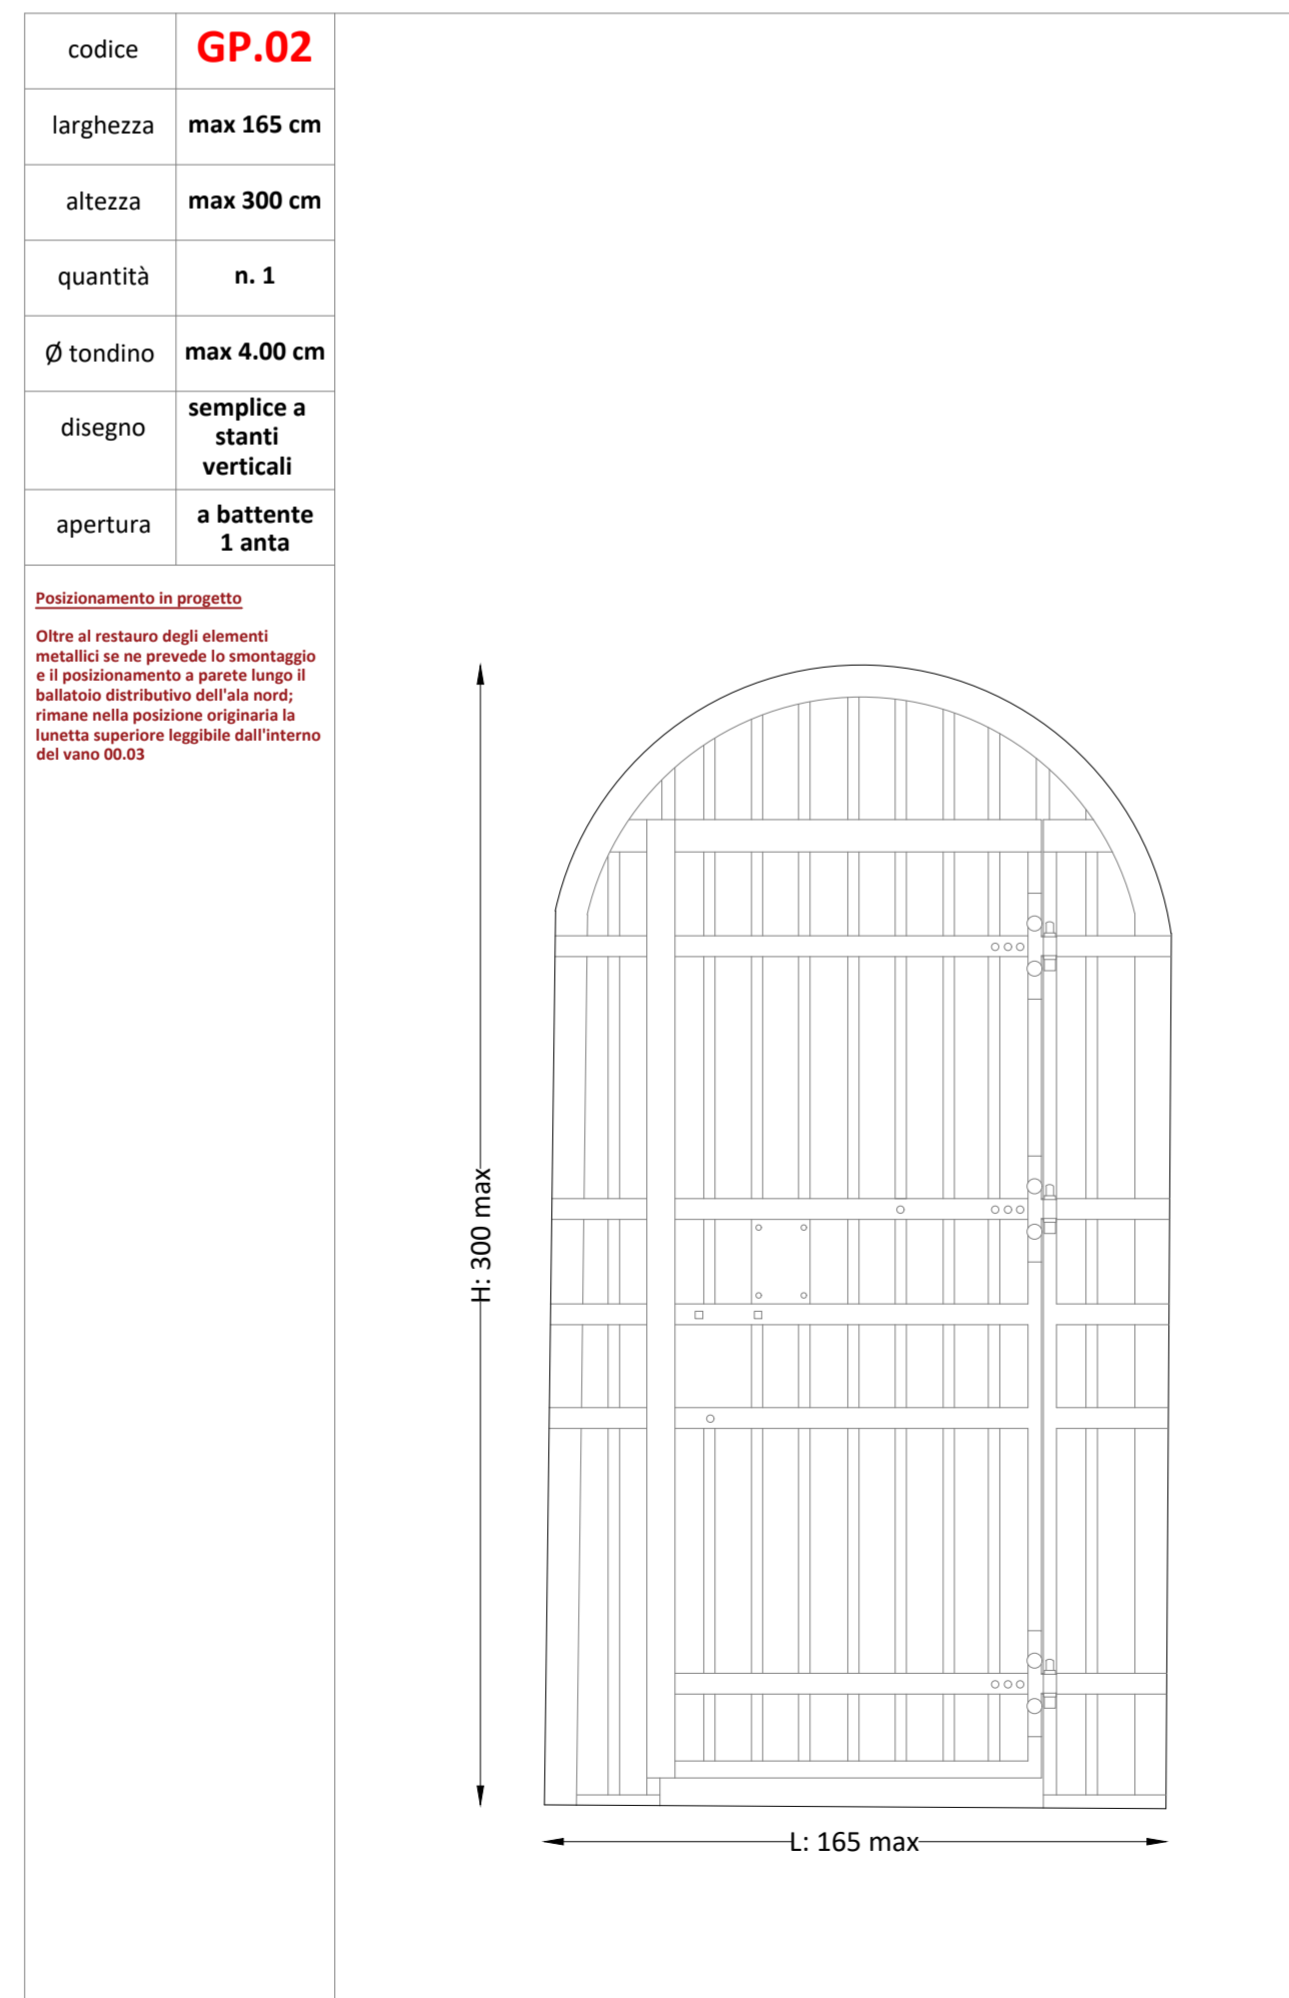 codice GP.02
larghezza max 165 cm
altezza max 300 cm
quantità n. 1
Ø tondino max 4.00 cm
disegno semplice a
stanti
verticali
apertura a battente
1 anta
Posizionamento in progetto
Oltre al restauro degli elementi
metallici se ne prevede lo smontaggio
e il posizionamento a parete lungo il
ballatoio distributivo dell'ala nord;
rimane nella posizione originaria la
lunetta superiore leggibile dall'interno
del vano 00.03
H: 300 max
L: 165 max